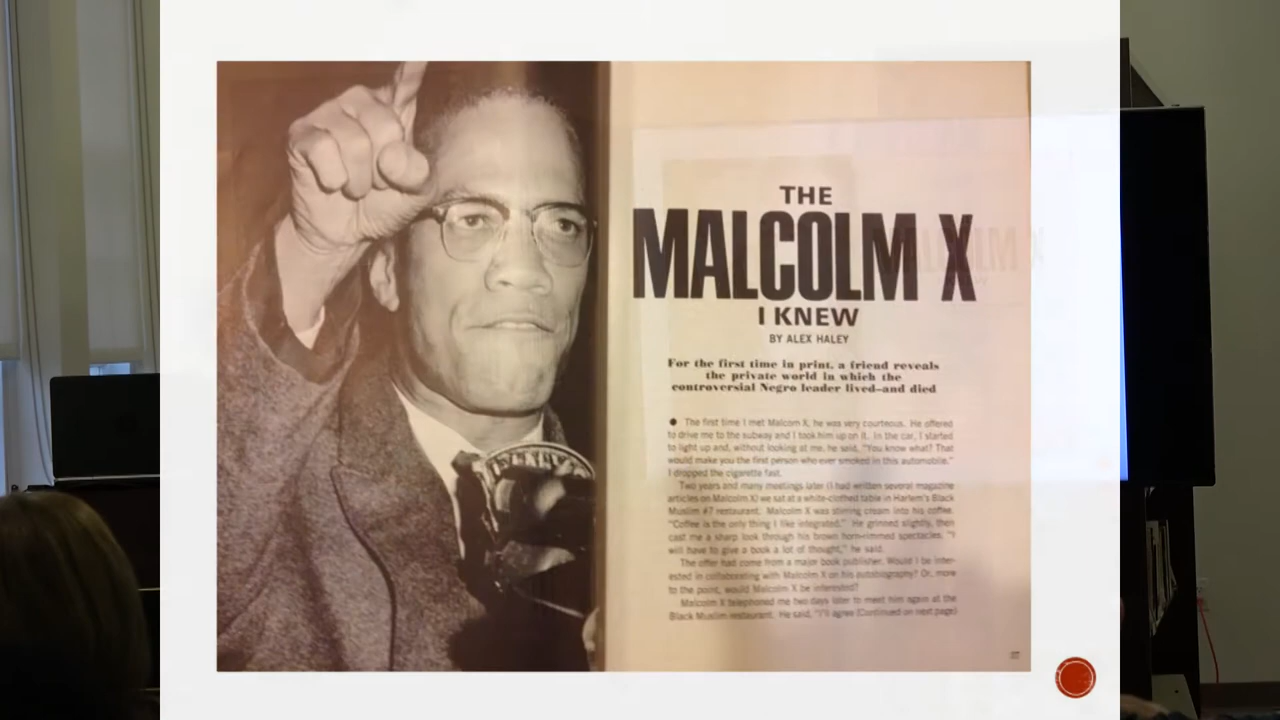 THE
MALCOLM X
I KNEW
BY ALEX HALEY
For the first time in print, a friend reveals
the private world in which the
controversial Negro leader lived—and died
● The first time I met Malcom X, he was very courteous. He offered
to drive me to the subway and I took him up on it. In the car, I started
to light up and, without looking at me, he said, "You know what? That
would make you the first person who ever smoked in this automobile."
I dropped the cigarette fast.
Two years and many meetings later (I had written several magazine
articles on Malcolm X) we sat at a white-clothed table in Harlem's Black
Muslim #7 restaurant. Malcolm X was stirring cream into his coffee.
"Coffee is the only thing I like integrated." He grinned slightly, then
cast me a sharp look through his brown horn-rimmed spectacles. "I
will have to give a book a lot of thought," he said.
The offer had come from a major book publisher. Would I be inter-
ested in collaborating with Malcolm X on his autobiography? Or, more
to the point, would Malcolm X be interested?
Malcolm X telephoned me two days later to meet him again at the
Black Muslim restaurant. He said, "I'll agree (Continued on next page)
MALCOLM X